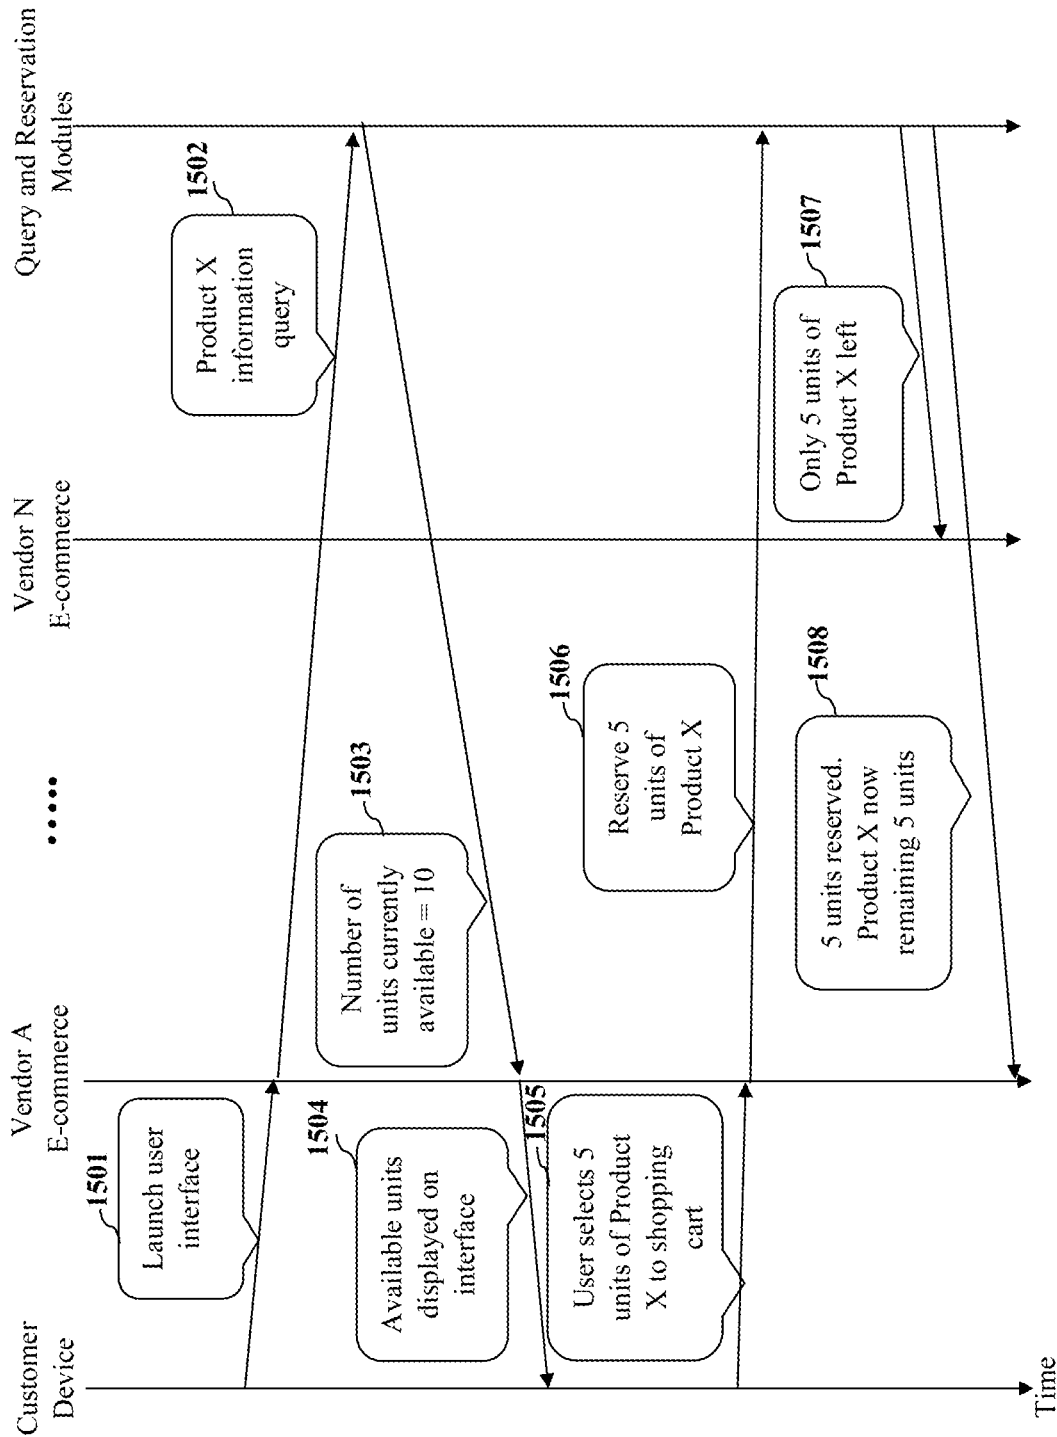 Customer
Device
Vendor A
E-commerce
.....
Vendor N
E-commerce
Query and Reservation
Modules
1501
Launch user
interface
1502
Product X
information
query
1503
Number of
units currently
available = 10
1504
Available units
displayed on
interface
1505
User selects 5
units of Product
X to shopping
cart
1506
Reserve 5
units of
Product X
1507
Only 5 units of
Product X left
1508
5 units reserved.
Product X now
remaining 5 units
Time